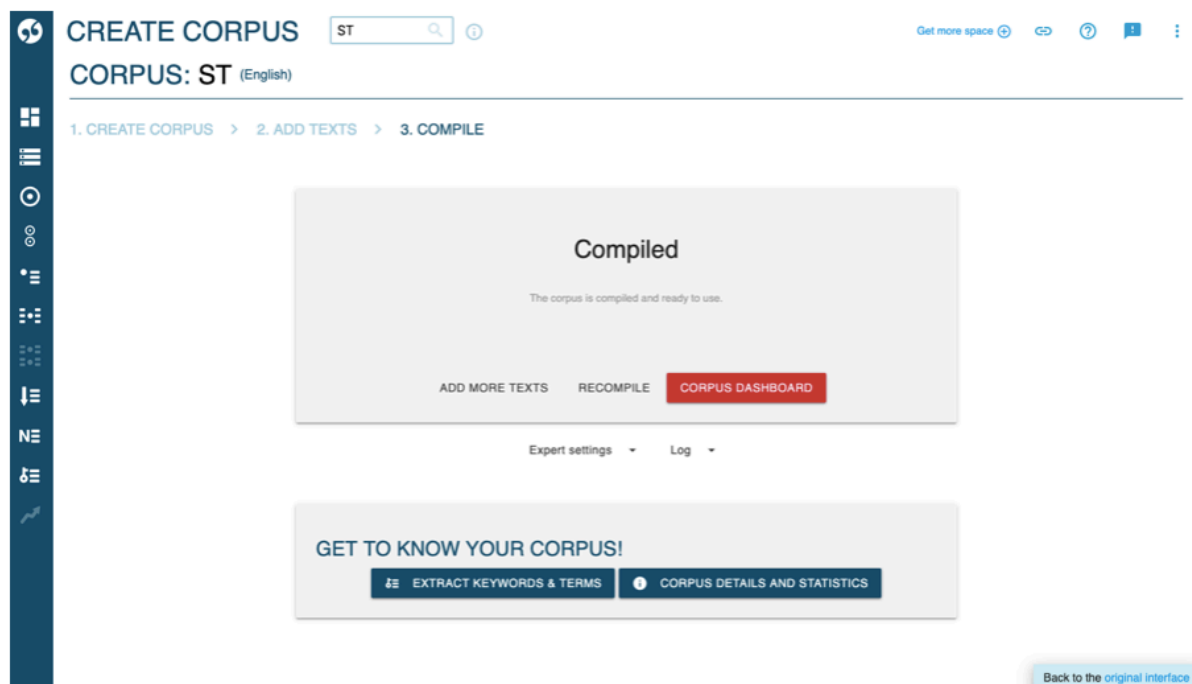 CREATE CORPUS ST Get more space
CORPUS: ST (English)
1. CREATE CORPUS > 2. ADD TEXTS > 3. COMPILE
Compiled
The corpus is compiled and ready to use.
ADD MORE TEXTS RECOMPILE CORPUS DASHBOARD
Expert settings Log
N
GET TO KNOW YOUR CORPUS!
EXTRACT KEYWORDS & TERMS CORPUS DETAILS AND STATISTICS
Back to the original interface